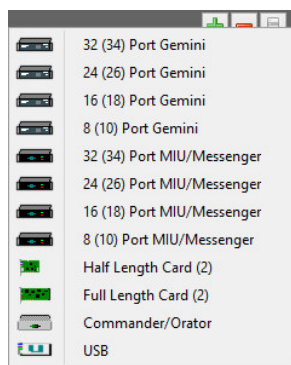 32 (34) Port Gemini
24 (26) Port Gemini
16 (18) Port Gemini
8 (10) Port Gemini
32 (34) Port MIU/Messenger
24 (26) Port MIU/Messenger
16 (18) Port MIU/Messenger
8 (10) Port MIU/Messenger
Half Length Card (2)
Full Length Card (2)
Commander/Orator
USB